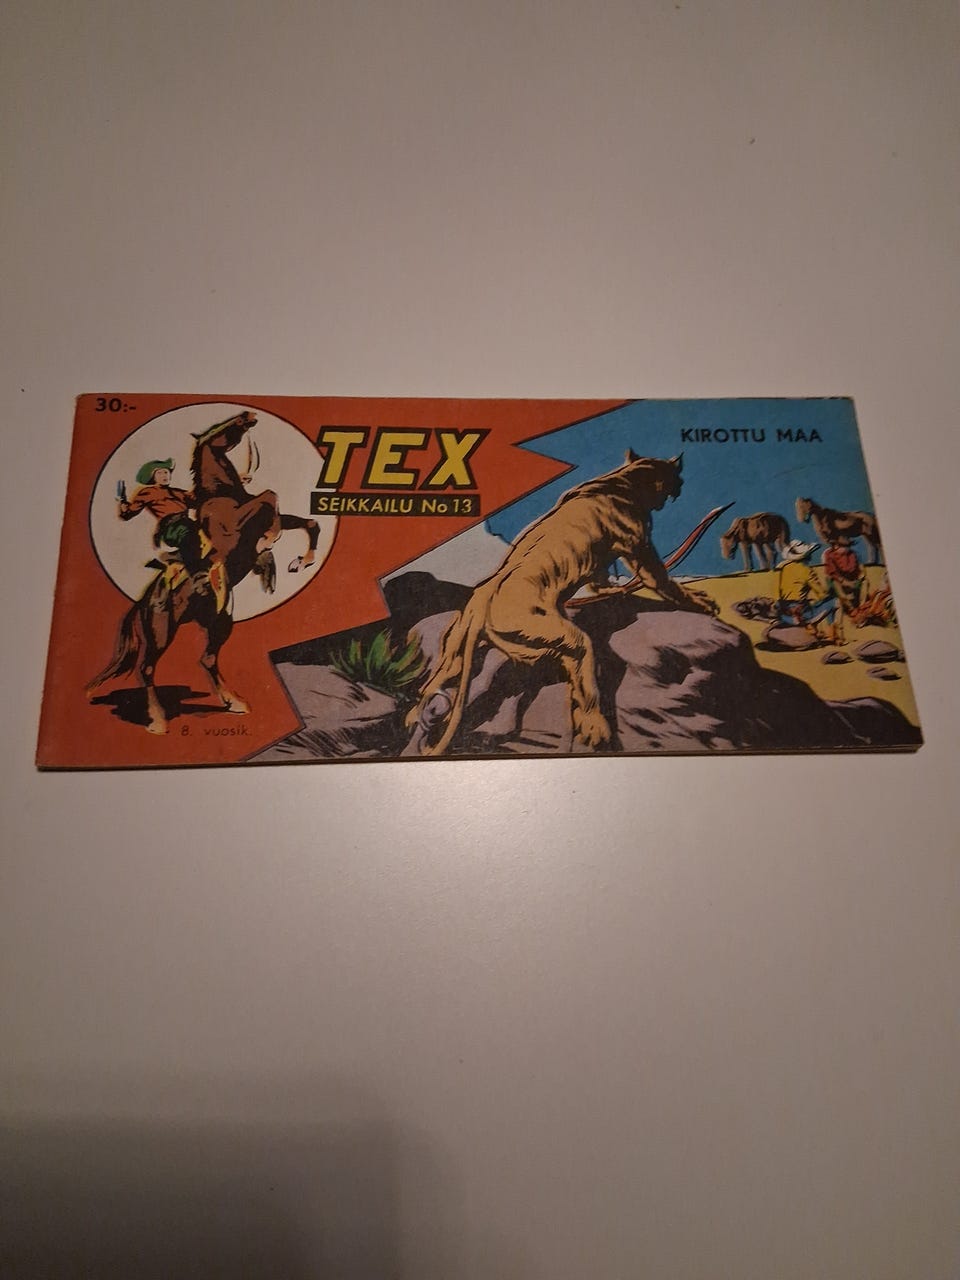 30:-
TEX
SEIKKAILU No 13
KIROTTU MAA
8. vuosik.